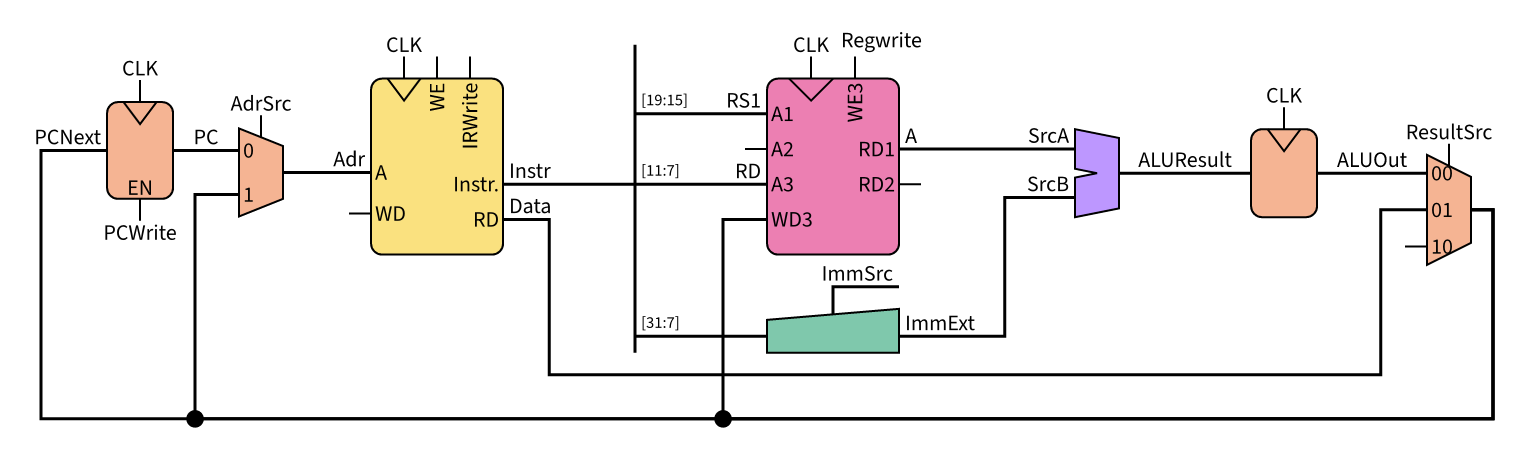 CLK
PCNext
EN
PCWrite
PC
AdrSrc
0
1
Adr
CLK
WE
IRWrite
A
WD
Instr.
RD
Instr
Data
[19:15]
[11:7]
[31:7]
RS1
RD
CLK
Regwrite
WE3
A1
A2
A3
WD3
RD1
RD2
A
ImmSrc
ImmExt
SrcA
SrcB
ALUResult
CLK
ALUOut
ResultSrc
00
01
10